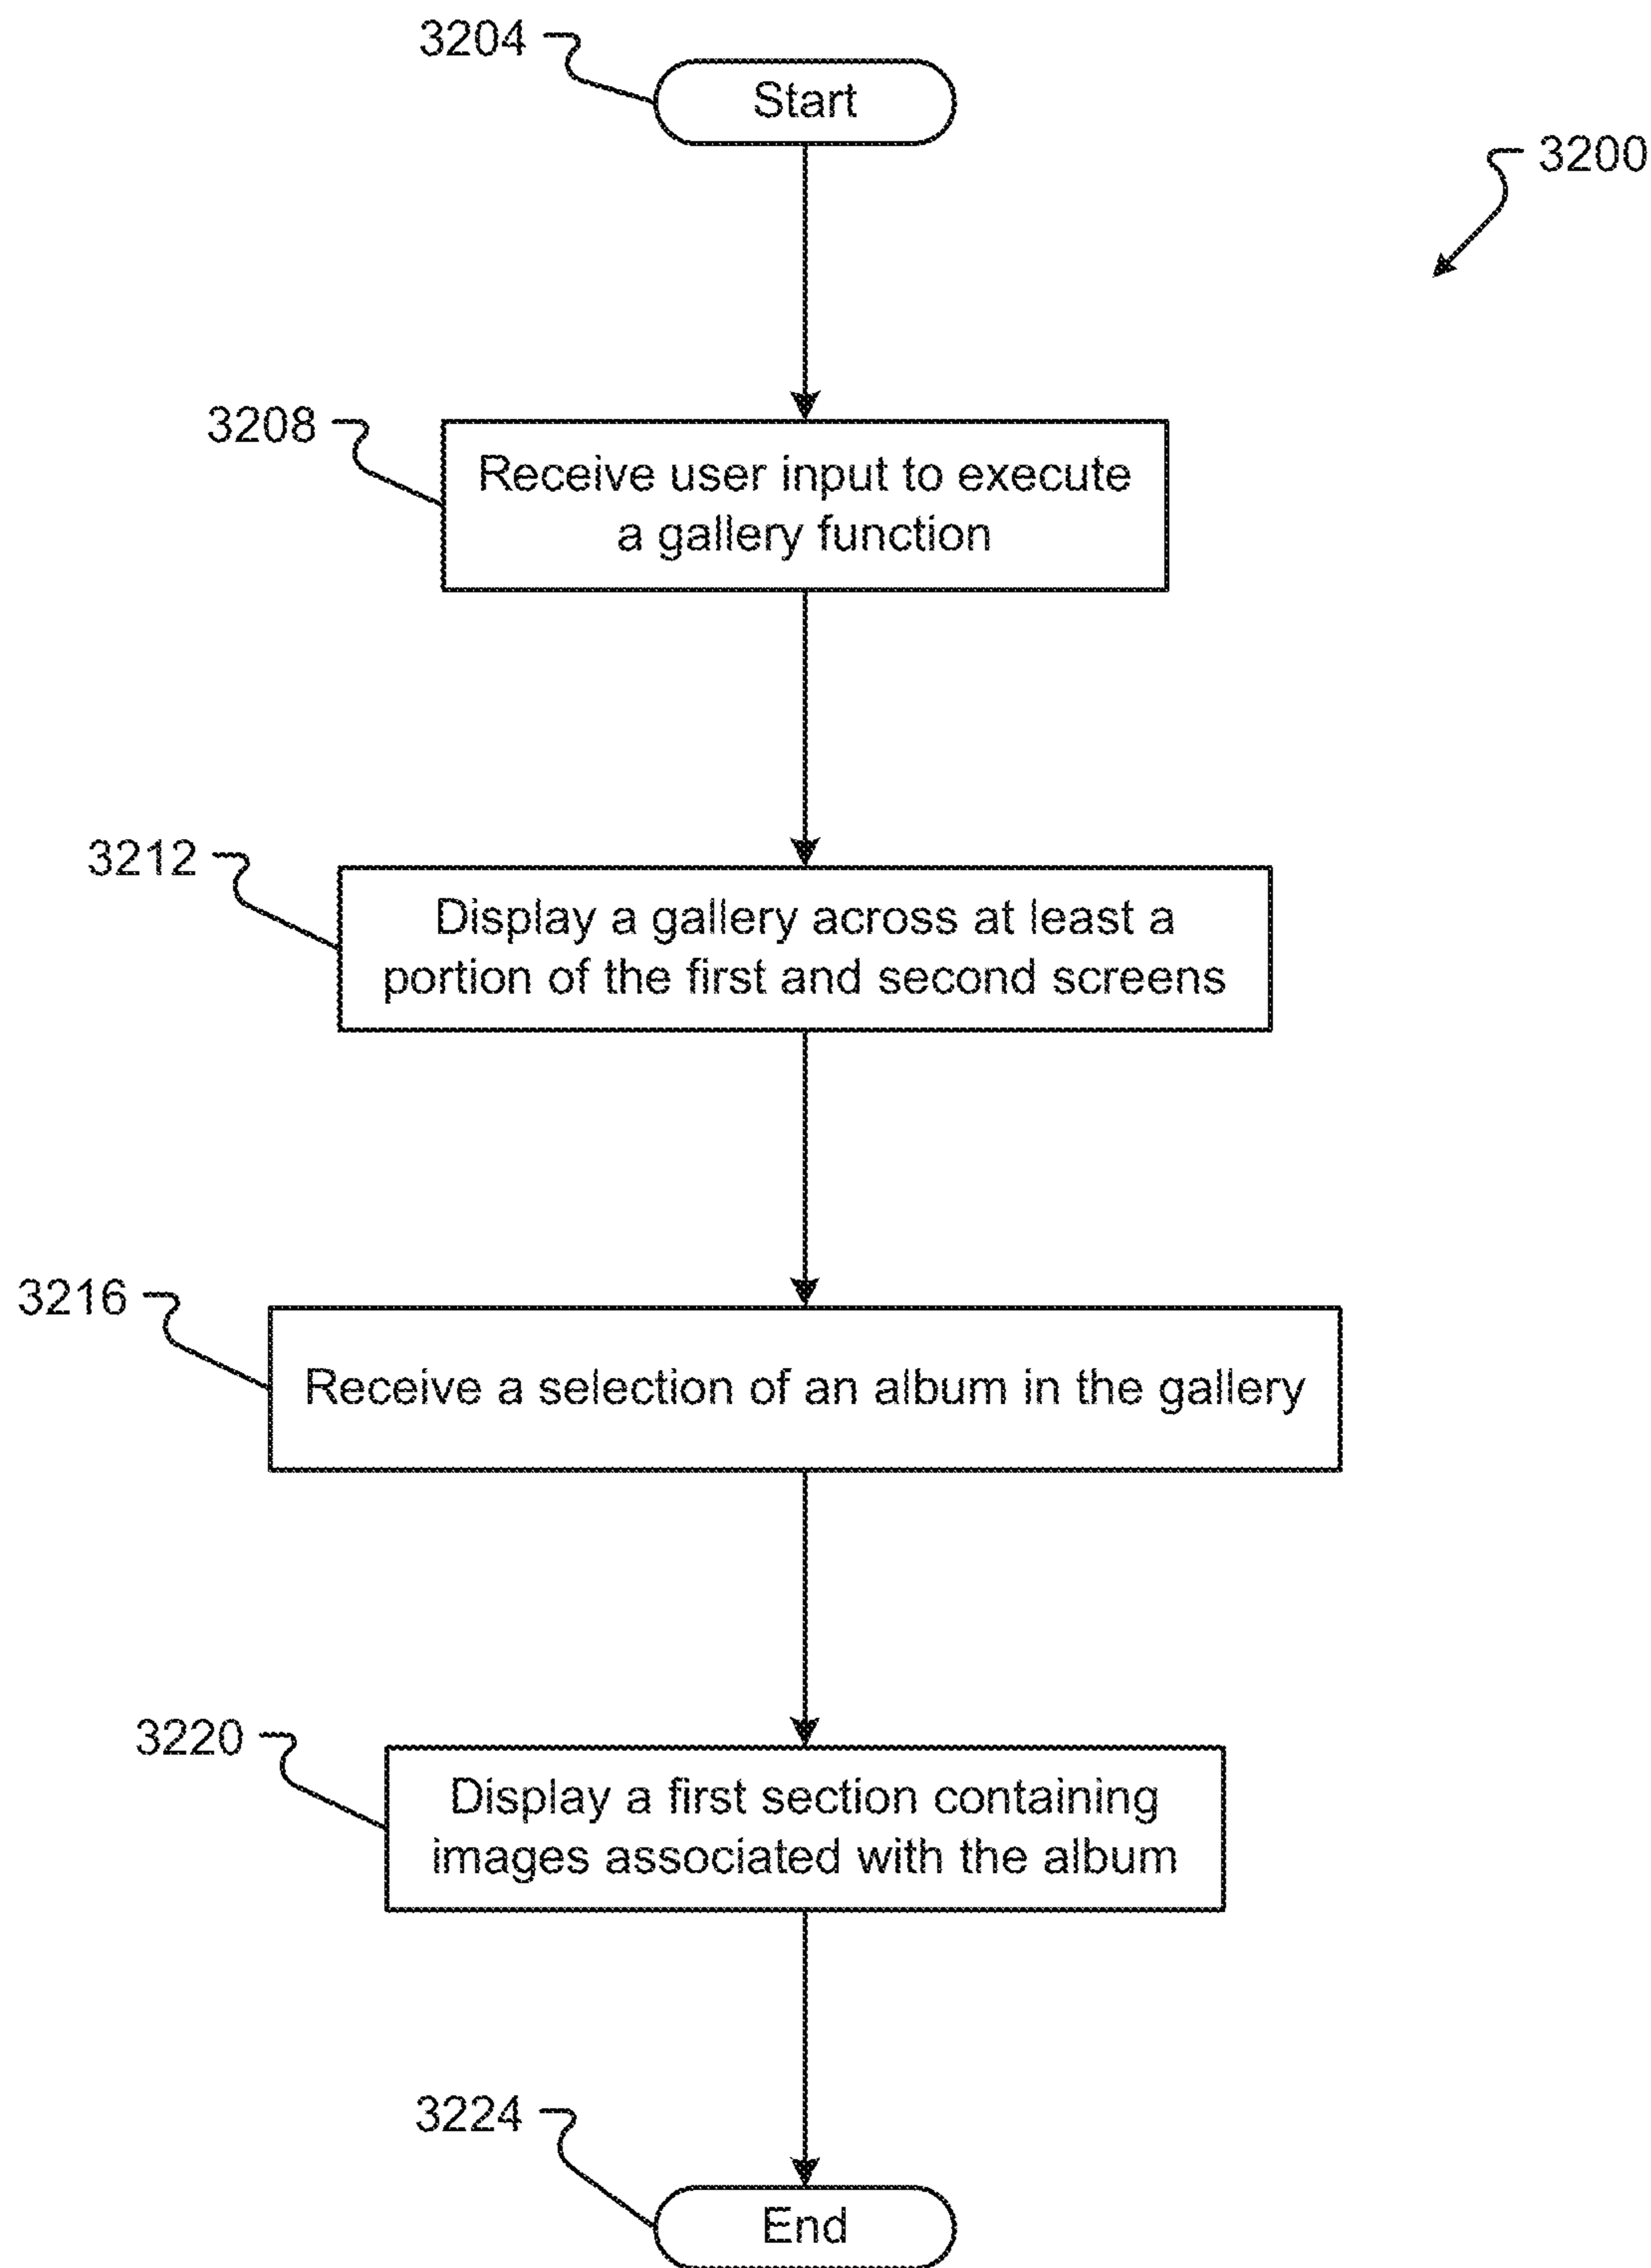 3204
Start
3200
3208
Receive user input to execute
a gallery function
3212
Display a gallery across at least a
portion of the first and second screens
3216
Receive a selection of an album in the gallery
3220
Display a first section containing
images associated with the album
3224
End